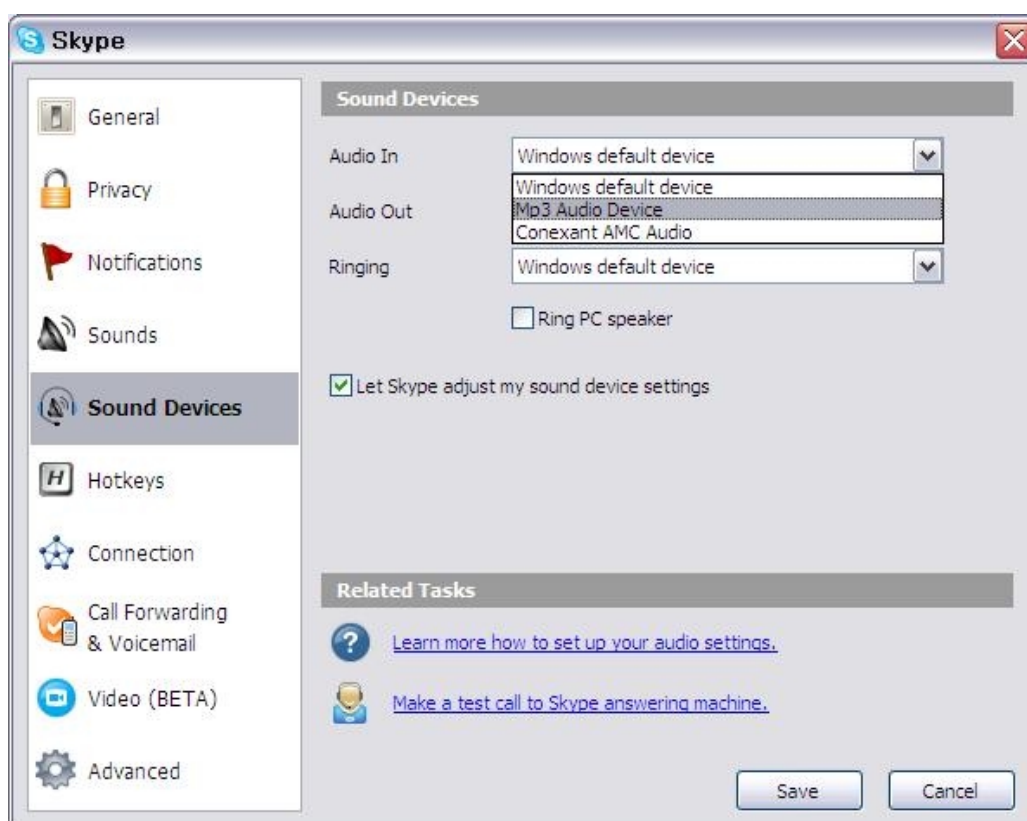 Skype
General
Privacy
Notifications
Sounds
Sound Devices
Hotkeys
Connection
Call Forwarding
& Voicemail
Video (BETA)
Advanced
Sound Devices
Audio In
Windows default device
Windows default device
Mp3 Audio Device
Conexant AMC Audio
Audio Out
Ringing
Windows default device
Ring PC speaker
Let Skype adjust my sound device settings
Related Tasks
Learn more how to set up your audio settings.
Make a test call to Skype answering machine.
Save
Cancel